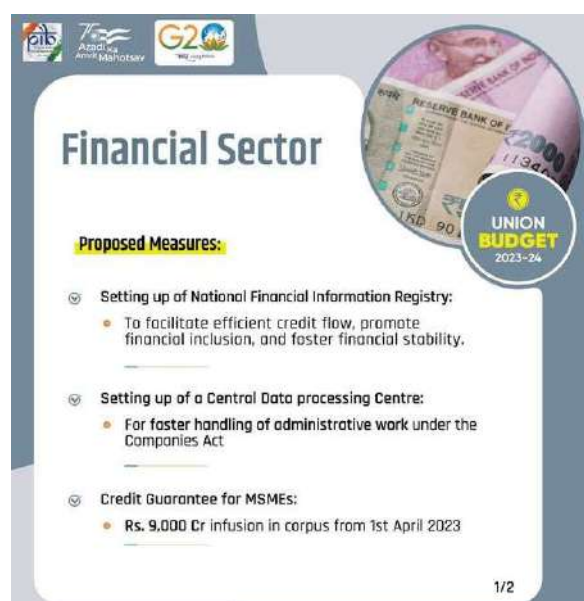 pib
75
Azadi Ka
Amrit Mahotsav
G20
Financial Sector
RESERVE BANK OF
₹2000
UNION
BUDGET
2023-24
Proposed Measures:
Setting up of National Financial Information Registry:
To facilitate efficient credit flow, promote
financial inclusion, and foster financial stability.
Setting up of a Central Data processing Centre:
For faster handling of administrative work under the
Companies Act
Credit Guarantee for MSMEs:
Rs. 9,000 Cr infusion in corpus from 1st April 2023
1/2